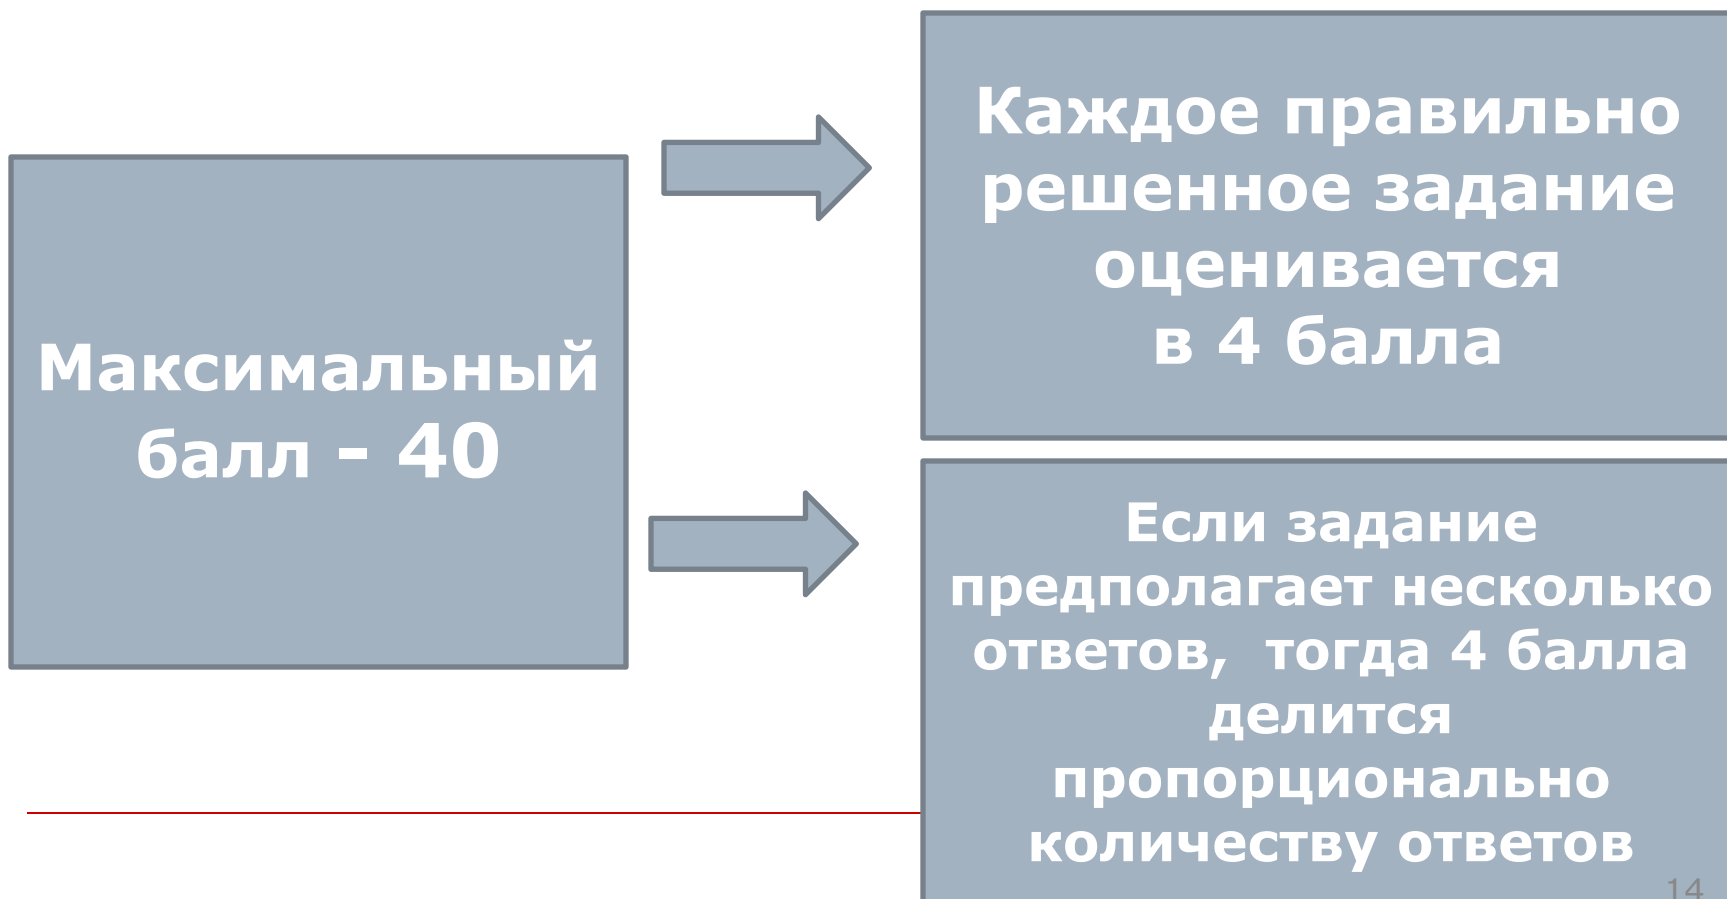 Максимальный
балл - 40
Каждое правильно
решенное задание
оценивается
в 4 балла
Если задание
предполагает несколько
ответов,  тогда 4 балла
делится
пропорционально
количеству ответов
14